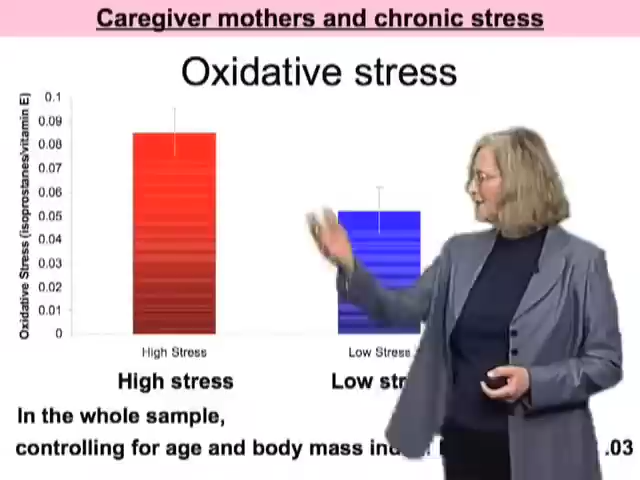 Caregiver mothers and chronic stress
Oxidative stress
Oxidative Stress (isoprostanes/vitamin E)
0.1
0.09
0.08
0.07
0.06
0.05
0.04
0.03
0.02
0.01
0
High Stress
Low Stress
High stress
Low
In the whole sample,
controlling for age and body mass .03